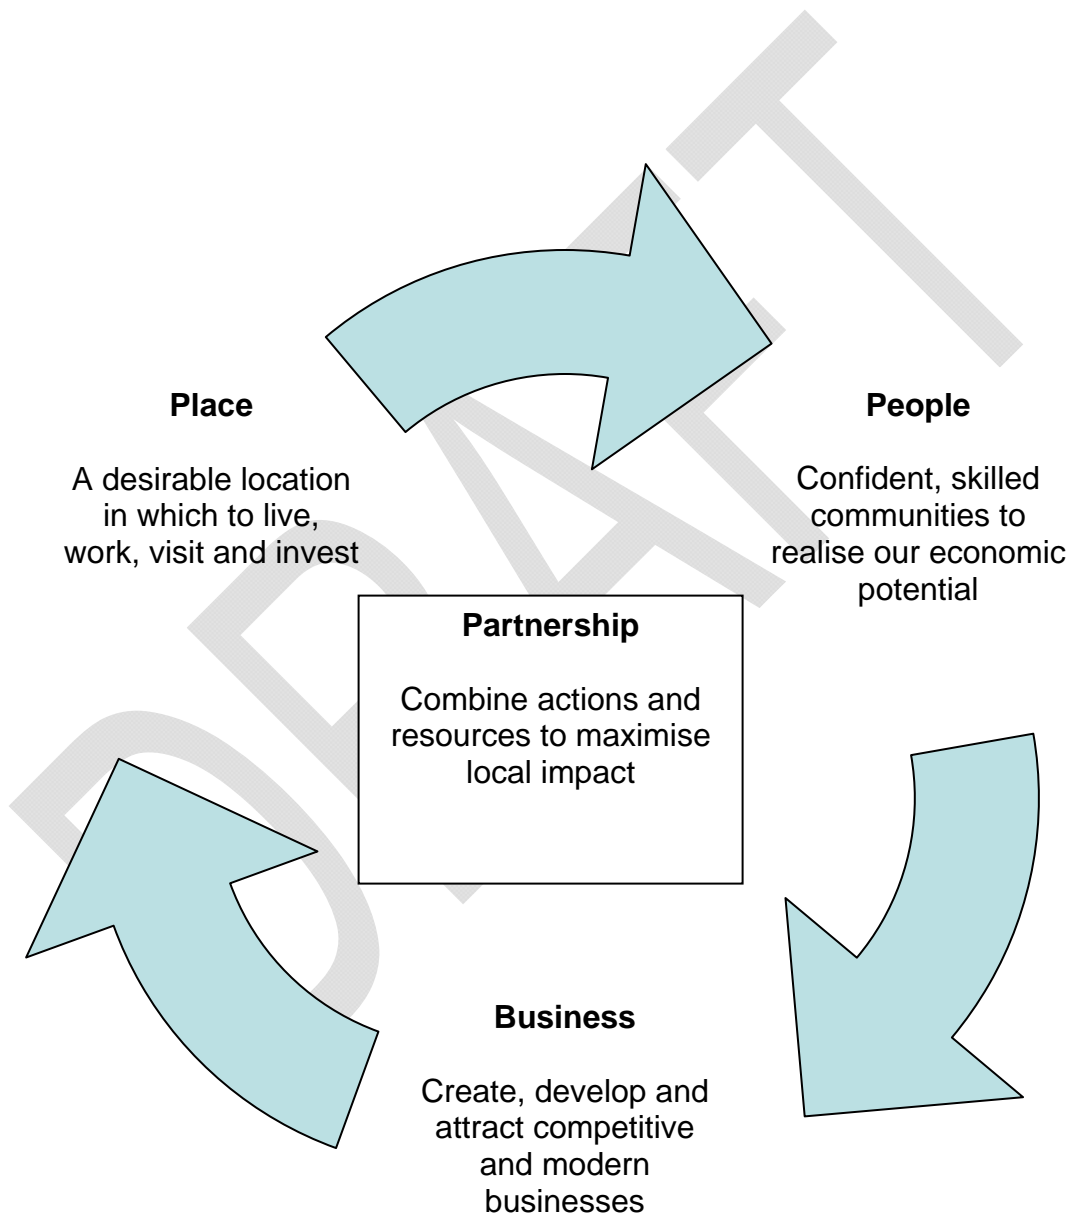 DRAFT
Place
A desirable location
in which to live,
work, visit and invest
People
Confident, skilled
communities to
realise our economic
potential
Partnership
Combine actions and
resources to maximise
local impact
Business
Create, develop and
attract competitive
and modern
businesses